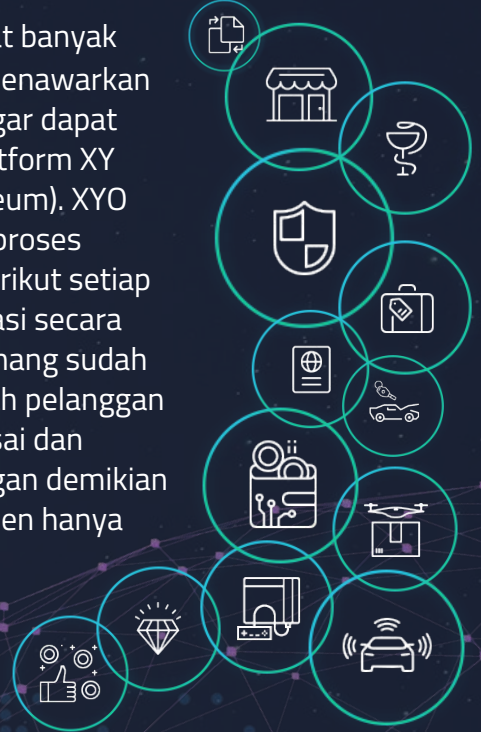 banyak
enawarkan
gar dapat
tform XY
eum). XYO
proses
rikut setiap
asi secara
nang sudah
h pelanggan
sai dan
gan demikian
en hanya